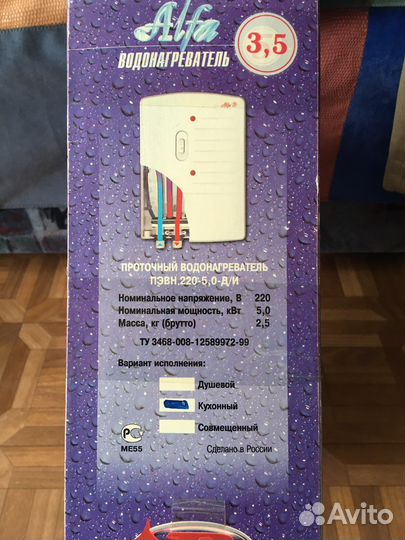 Alfa
ВОДОНАГРЕВАТЕЛЬ
3,5
ПРОТОЧНЫЙ ВОДОНАГРЕВАТЕЛЬ
ПЭВН.220-5,0-Д/И
Номинальное напряжение, В 220
Номинальная мощность, кВт 5,0
Масса, кг (брутто) 2,5
ТУ 3468-008-12589972-99
Вариант исполнения:
Душевой
Кухонный
Совмещенный
МЕ55
Сделано в России
Avito